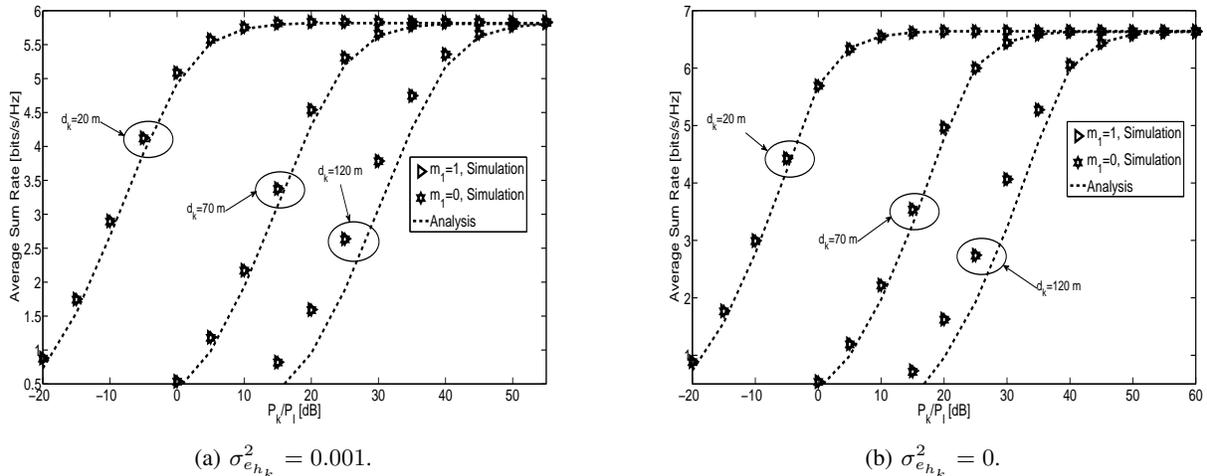 6
5.5
5
4.5
4
3.5
3
2.5
2
1.5
1
0.5
Average Sum Rate [bits/s/Hz]
d_k=20 m
d_k=70 m
d_k=120 m
m_1=1, Simulation
m_1=0, Simulation
Analysis
−20 −10 0 10 20 30 40 50
P_k/P_I [dB]
(a) σ²_{e_{h_k}} = 0.001.
7
6
5
4
3
2
1
Average Sum Rate [bits/s/Hz]
d_k=20 m
d_k=70 m
d_k=120 m
m_1=1, Simulation
m_1=0, Simulation
Analysis
−20 −10 0 10 20 30 40 50 60
P_k/P_I [dB]
(b) σ²_{e_{h_k}} = 0.